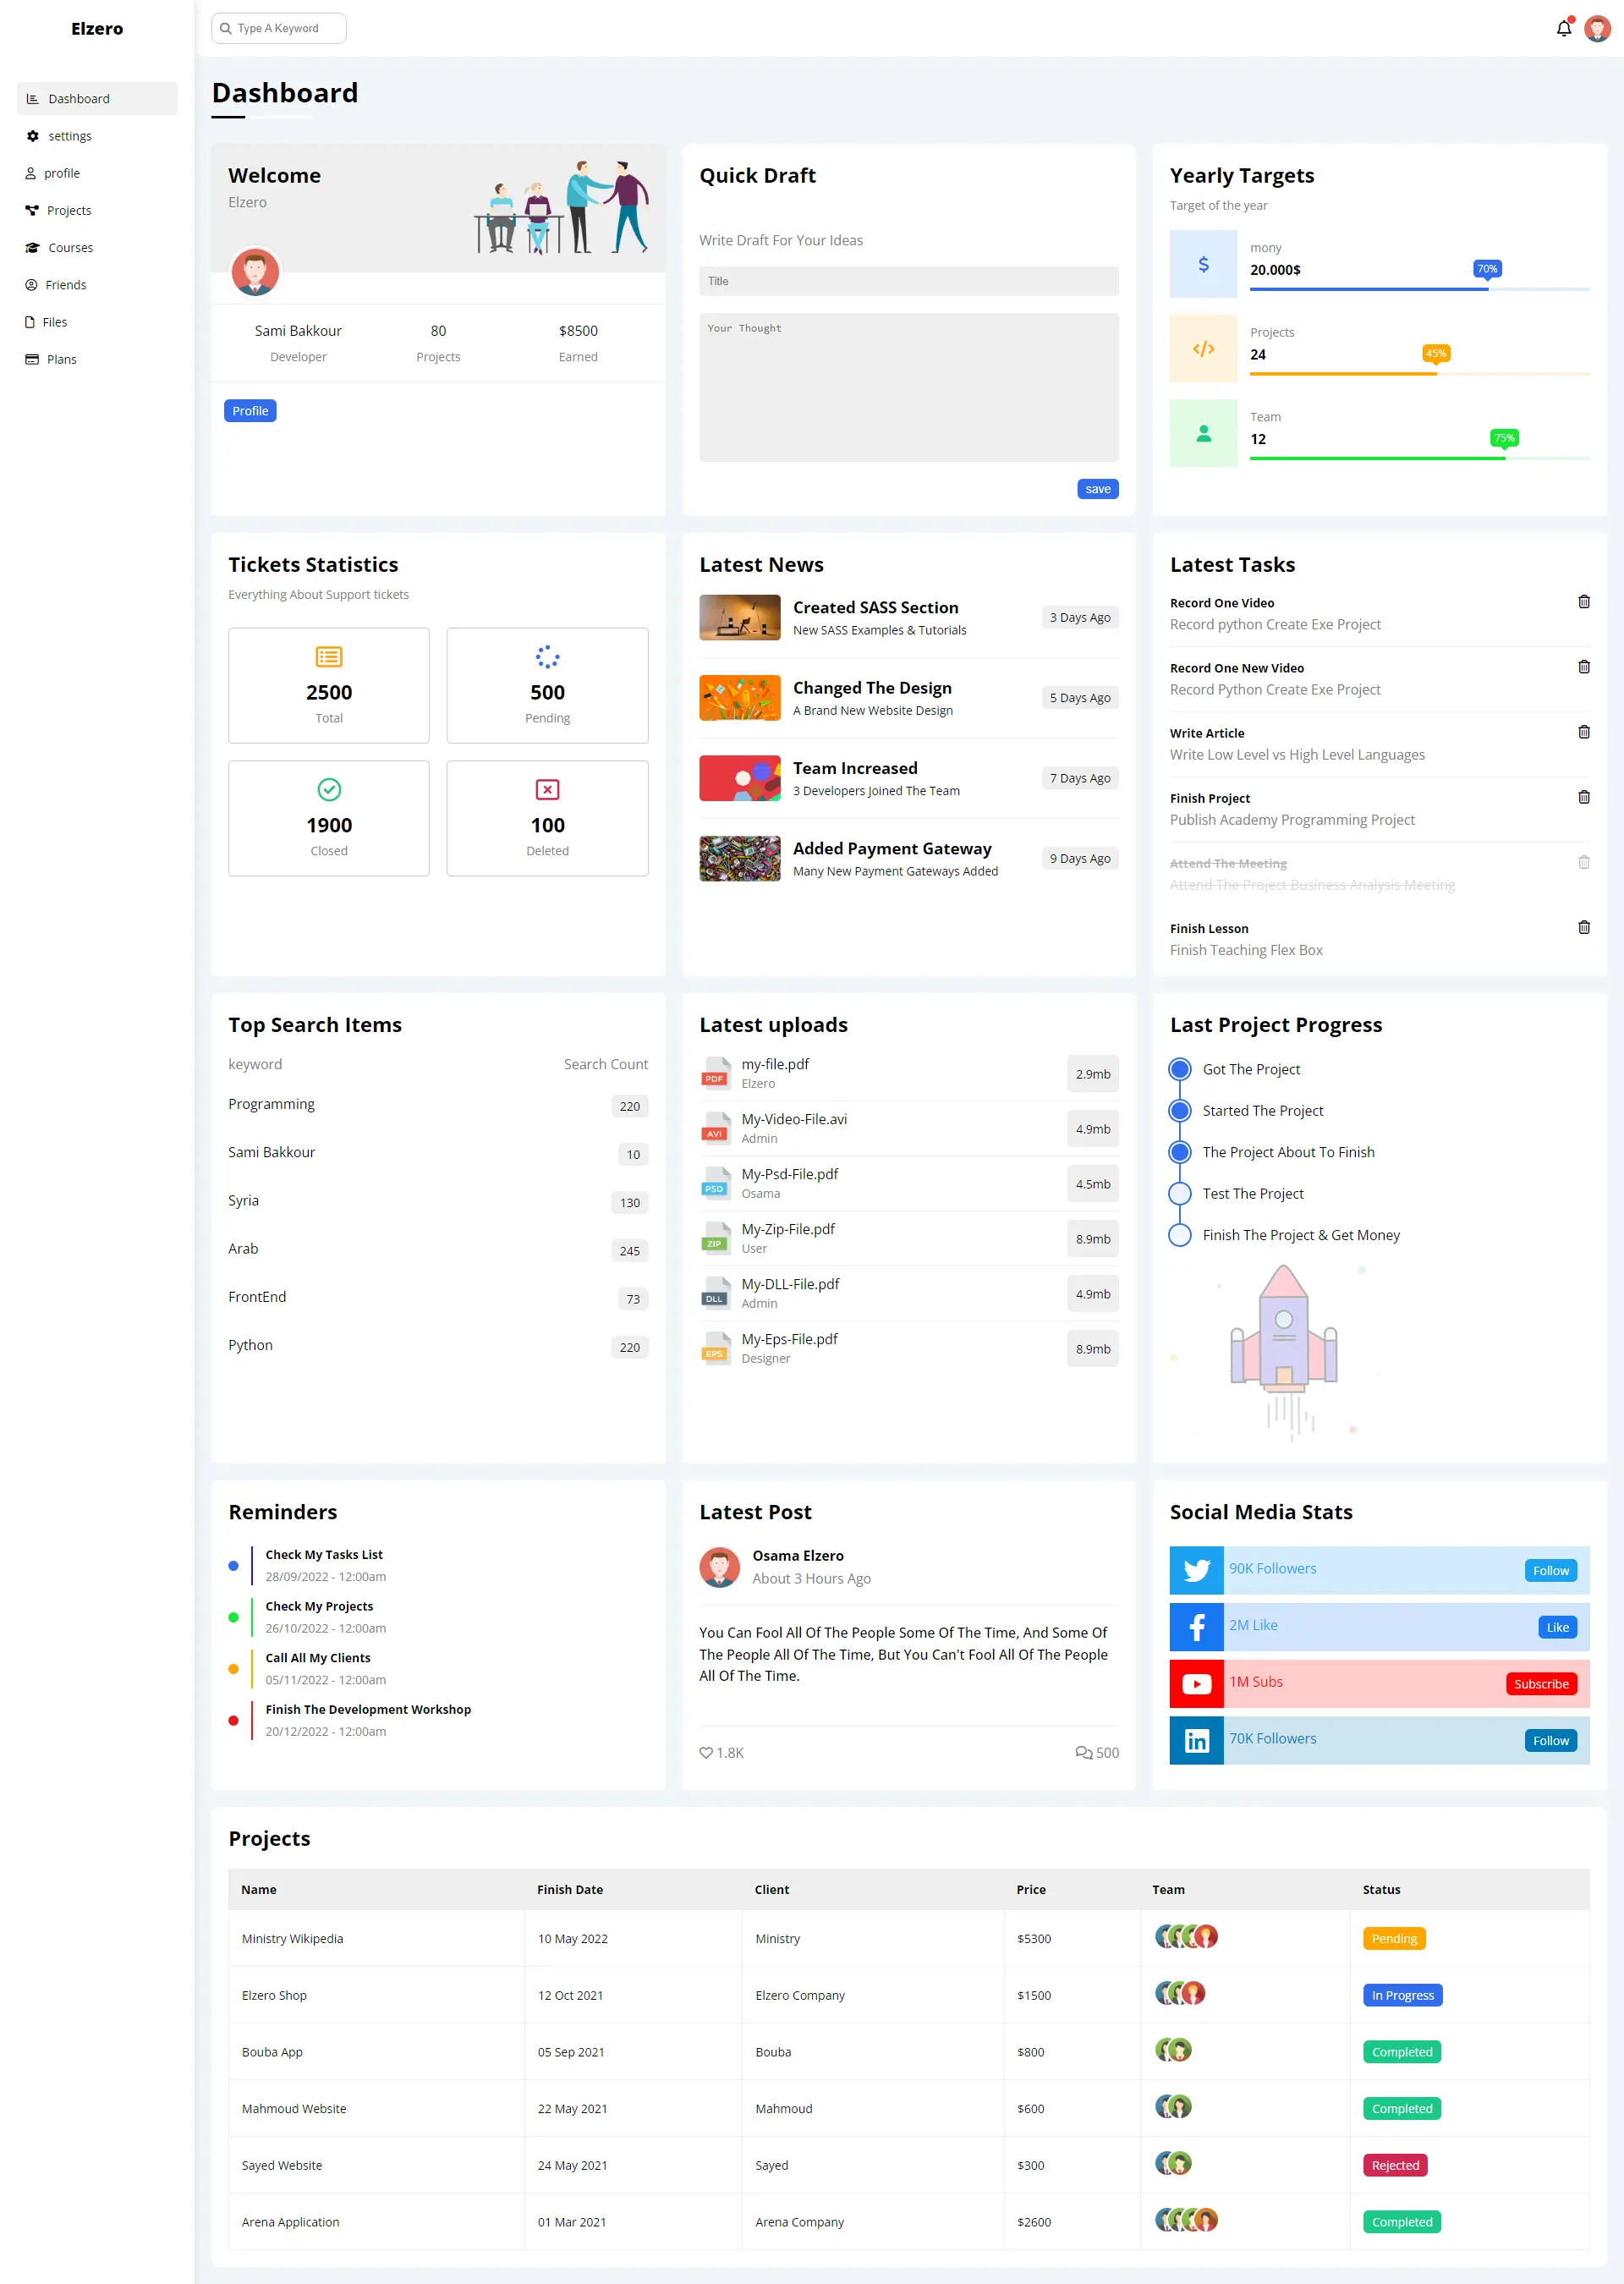 Elzero
Type A Keyword
Dashboard
settings
profile
Projects
Courses
Friends
Files
Plans
Dashboard
Welcome
Elzero
Sami Bakkour
Developer
80
Projects
$8500
Earned
Profile
Quick Draft
Write Draft For Your Ideas
Title
Your Thought
save
Yearly Targets
Target of the year
$
mony
20.000$
70%
Projects
24
45%
Team
12
75%
Tickets Statistics
Everything About Support tickets
2500
Total
500
Pending
1900
Closed
100
Deleted
Latest News
Created SASS Section
New SASS Examples & Tutorials
3 Days Ago
Changed The Design
A Brand New Website Design
5 Days Ago
Team Increased
3 Developers Joined The Team
7 Days Ago
Added Payment Gateway
Many New Payment Gateways Added
9 Days Ago
Latest Tasks
Record One Video
Record python Create Exe Project
Record One New Video
Record Python Create Exe Project
Write Article
Write Low Level vs High Level Languages
Finish Project
Publish Academy Programming Project
Attend The Meeting
Attend The Project Business Analysis Meeting
Finish Lesson
Finish Teaching Flex Box
Top Search Items
keyword Search Count
Programming 220
Sami Bakkour 10
Syria 130
Arab 245
FrontEnd 73
Python 220
Latest uploads
PDF
my-file.pdf
Elzero
2.9mb
AVI
My-Video-File.avi
Admin
4.9mb
PSD
My-Psd-File.pdf
Osama
4.5mb
ZIP
My-Zip-File.pdf
User
8.9mb
DLL
My-DLL-File.pdf
Admin
4.9mb
EPS
My-Eps-File.pdf
Designer
8.9mb
Last Project Progress
Got The Project
Started The Project
The Project About To Finish
Test The Project
Finish The Project & Get Money
Reminders
Check My Tasks List
28/09/2022 - 12:00am
Check My Projects
26/10/2022 - 12:00am
Call All My Clients
05/11/2022 - 12:00am
Finish The Development Workshop
20/12/2022 - 12:00am
Latest Post
Osama Elzero
About 3 Hours Ago
You Can Fool All Of The People Some Of The Time, And Some Of
The People All Of The Time, But You Can't Fool All Of The People
All Of The Time.
1.8K 500
Social Media Stats
90K Followers Follow
2M Like Like
1M Subs Subscribe
in 70K Followers Follow
Projects
Name Finish Date Client Price Team Status
Ministry Wikipedia 10 May 2022 Ministry $5300 Pending
Elzero Shop 12 Oct 2021 Elzero Company $1500 In Progress
Bouba App 05 Sep 2021 Bouba $800 Completed
Mahmoud Website 22 May 2021 Mahmoud $600 Completed
Sayed Website 24 May 2021 Sayed $300 Rejected
Arena Application 01 Mar 2021 Arena Company $2600 Completed